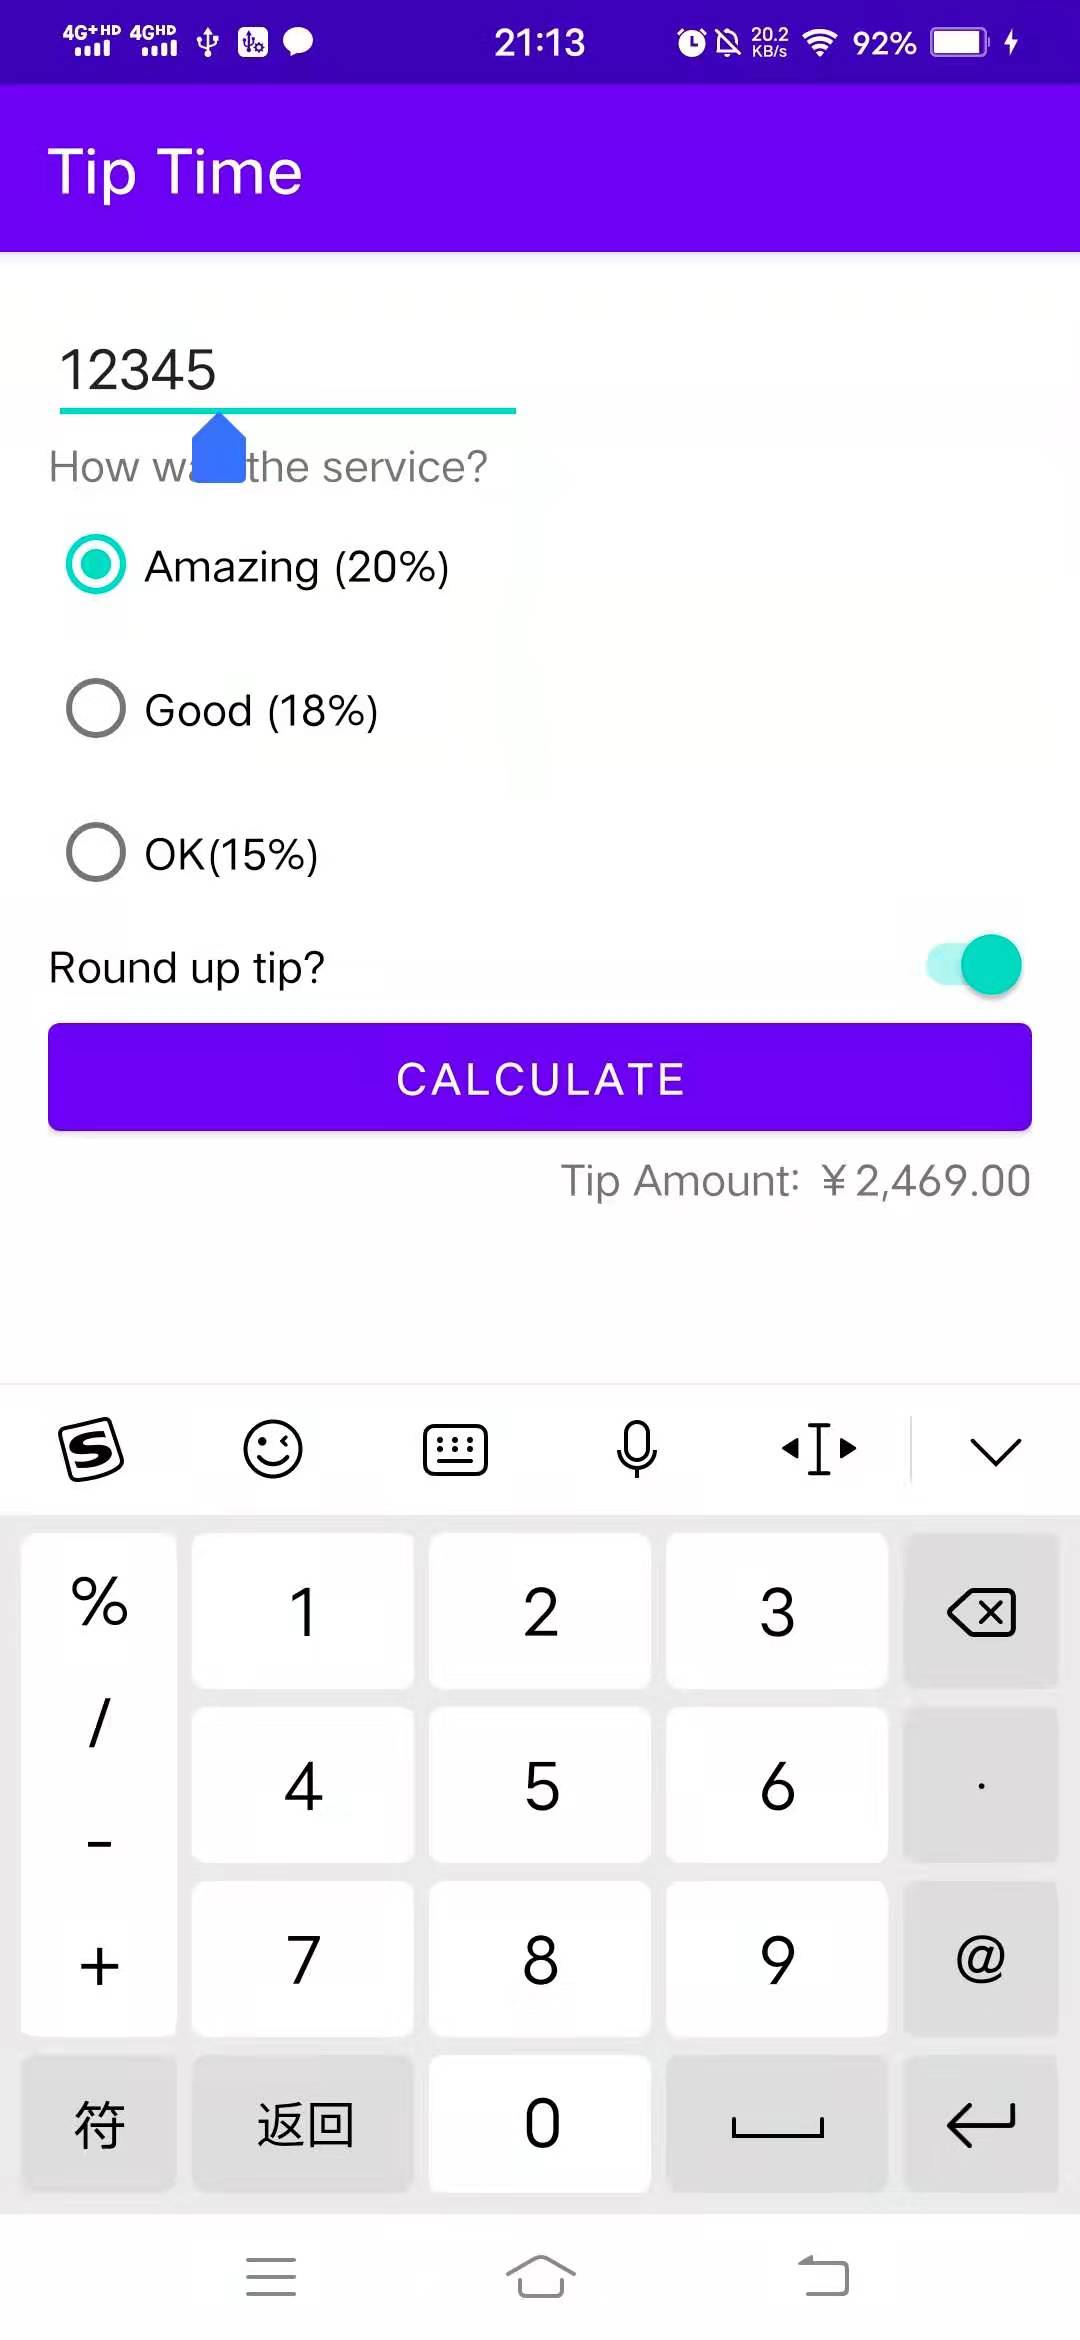 4G+HD 4GHD 21:13 20.2 KB/s 92%
Tip Time
12345
How wa the service?
Amazing (20%)
Good (18%)
OK(15%)
Round up tip?
CALCULATE
Tip Amount: ¥2,469.00
S
% 1 2 3
/ 4 5 6 .
-
+ 7 8 9 @
符 返回 0